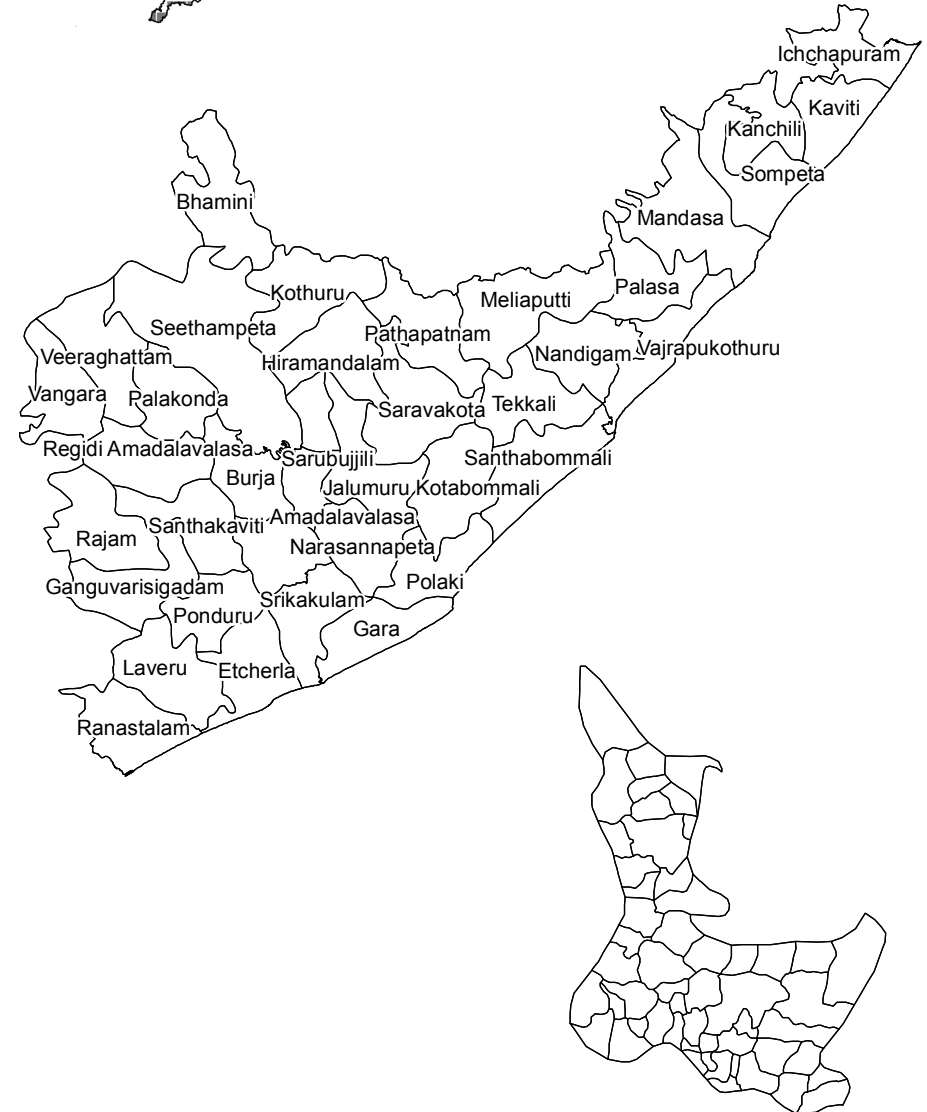 Ichchapuram
Kaviti
Kanchili
Sompeta
Bhamini
Mandasa
Kothuru
Meliaputti
Palasa
Seethampeta
Pathapatnam
Veeraghattam
Hiramandalam
Nandigam
Vajrapukothuru
Vangara
Palakonda
Saravakota
Tekkali
Regidi Amadalavalasa
Sarubujjili
Santhabommali
Burja
Jalumuru
Kotabommali
Santhakaviti
Amadalavalasa
Rajam
Narasannapeta
Ganguvarisigadam
Polaki
Srikakulam
Ponduru
Gara
Laveru
Etcherla
Ranastalam